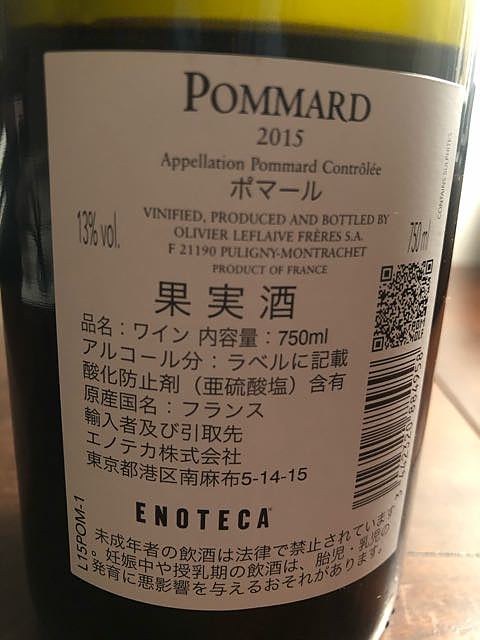 POMMARD
2015
Appellation Pommard Contrôlée
ポマール
VINIFIED, PRODUCED AND BOTTLED BY
OLIVIER LEFLAIVE FRÈRES S.A.
F 21190 PULIGNY-MONTRACHET
PRODUCT OF FRANCE
13% vol.
750 ml
CONTAINS SULPHITES
果実酒
品名：ワイン 内容量：750ml
アルコール分：ラベルに記載
酸化防止剤（亜硫酸塩）含有
原産国名：フランス
輸入者及び引取先
エノテカ株式会社
東京都港区南麻布5-14-15
ENOTECA
L15POM-1
未成年者の飲酒は法律で禁止されています
。妊娠中や授乳期の飲酒は、胎児・乳児の
発育に悪影響を与えるおそれがあります。